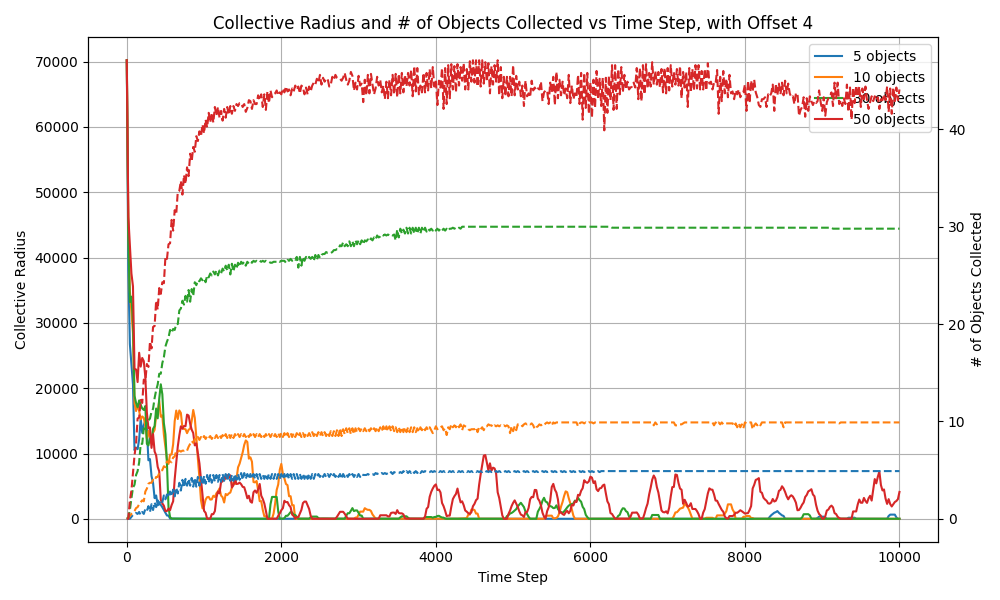 Collective Radius and # of Objects Collected vs Time Step, with Offset 4
5 objects
10 objects
30 objects
50 objects
70000
60000
50000
40000
30000
20000
10000
0
Collective Radius
40
30
20
10
0
# of Objects Collected
0
2000
4000
6000
8000
10000
Time Step